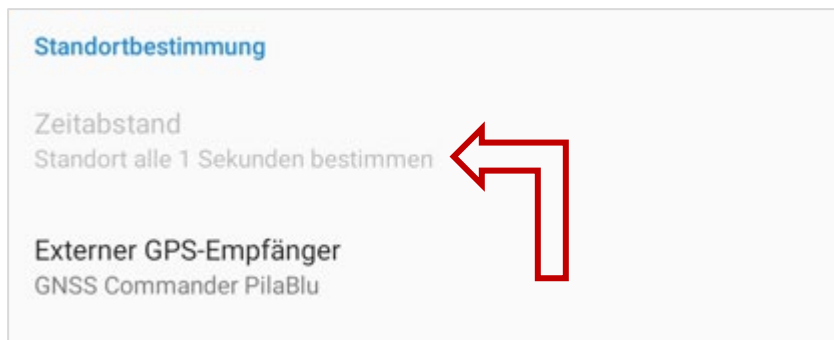 Standortbestimmung
Zeitabstand
Standort alle 1 Sekunden bestimmen
Externer GPS-Empfänger
GNSS Commander PilaBlu